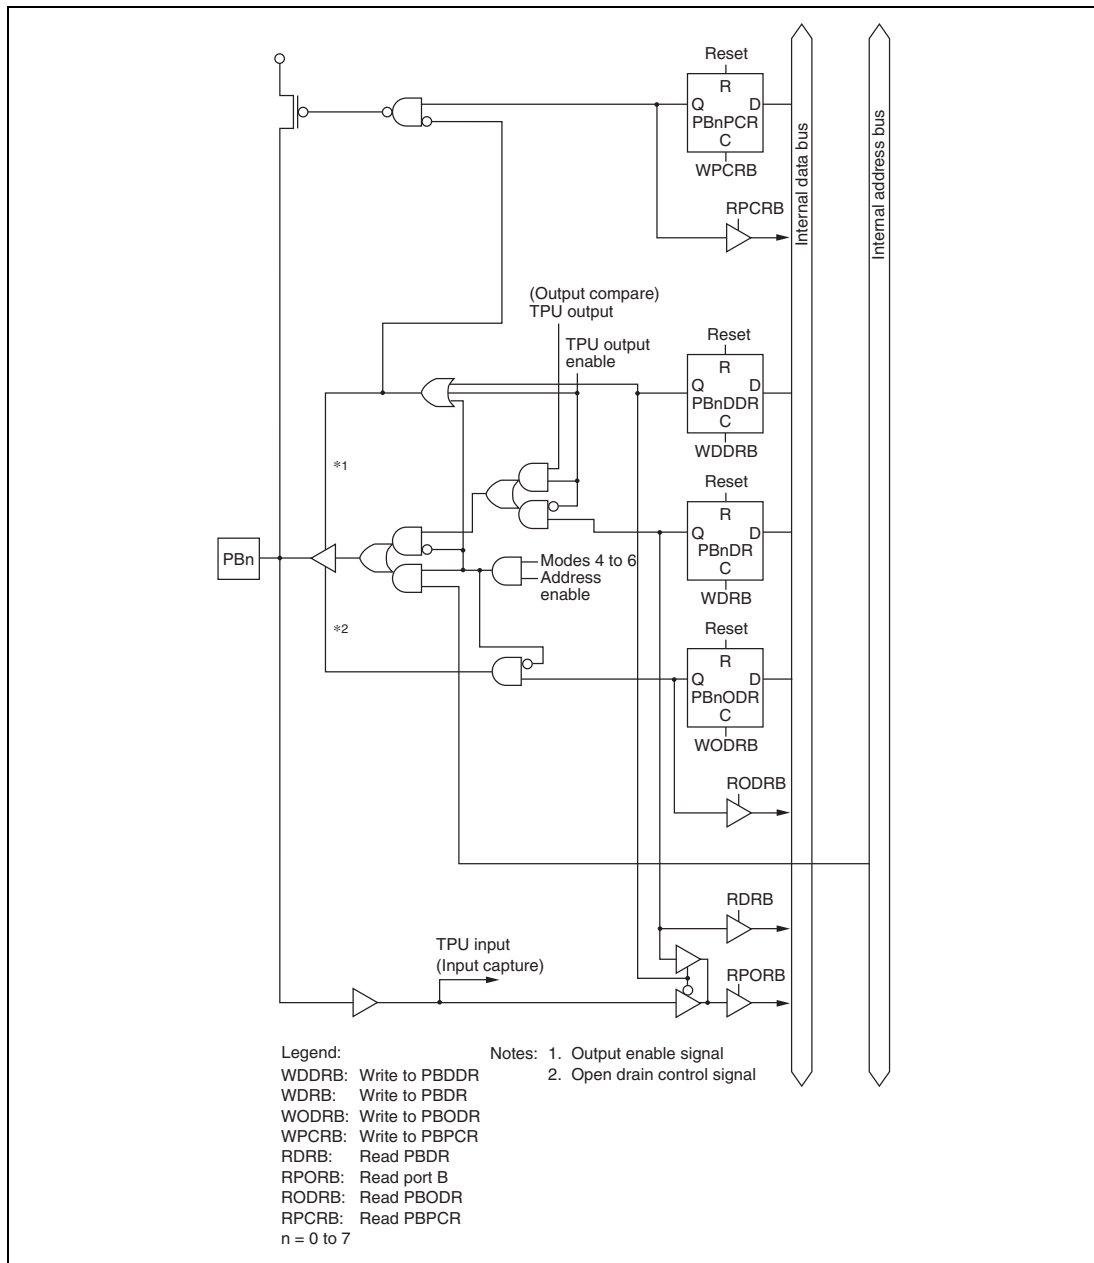 Reset
R
Q D
PBnPCR
C
WPCRB
RPCRB
Internal data bus
Internal address bus
(Output compare)
TPU output
TPU output
enable
Reset
R
Q D
PBnDDR
C
WDDRB
*1
Reset
R
Q D
PBnDR
C
WDRB
PBn
Modes 4 to 6
Address
enable
*2
Reset
R
Q D
PBnODR
C
WODRB
RODRB
RDRB
TPU input
(Input capture)
RPORB
Legend:
WDDRB: Write to PBDDR
WDRB: Write to PBDR
WODRB: Write to PBODR
WPCRB: Write to PBPCR
RDRB: Read PBDR
RPORB: Read port B
RODRB: Read PBODR
RPCRB: Read PBPCR
n = 0 to 7
Notes: 1. Output enable signal
2. Open drain control signal